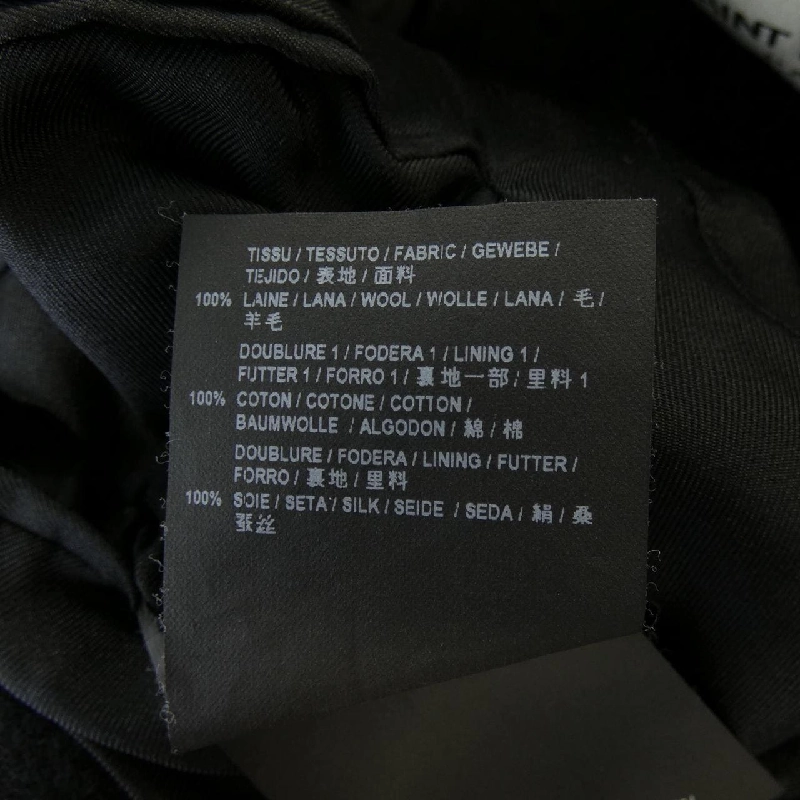 INT
TISSU / TESSUTO / FABRIC / GEWEBE /
TEJIDO / 表地 / 面料
100% LAINE / LANA / WOOL / WOLLE / LANA / 毛 /
羊毛
DOUBLURE 1 / FODERA 1 / LINING 1 /
FUTTER 1 / FORRO 1 / 裏地一部 / 里料 1
100% COTON / COTONE / COTTON /
BAUMWOLLE / ALGODON / 綿 / 棉
DOUBLURE / FODERA / LINING / FUTTER /
FORRO / 裏地 / 里料
100% SOIE / SETA / SILK / SEIDE / SEDA / 絹 / 桑
蚕丝